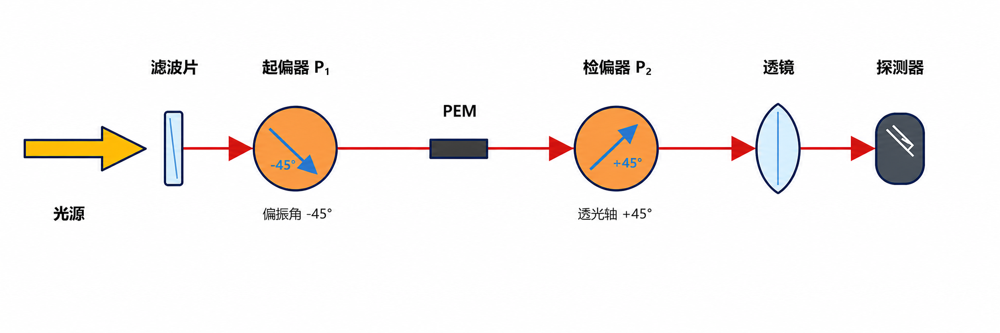 滤波片
起偏器 P₁
检偏器 P₂
透镜
探测器
PEM
-45°
+45°
光源
偏振角 -45°
透光轴 +45°